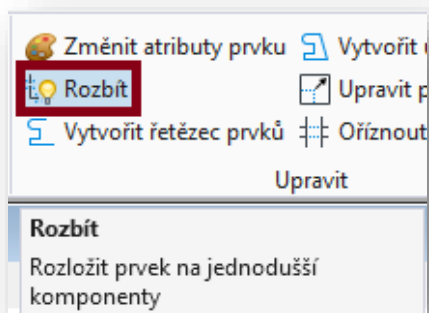 Změnit atributy prvku Vytvořit
Rozbít Upravit
Vytvořit řetězec prvků Oříznout
Upravit
Rozbít
Rozložit prvek na jednodušší
komponenty